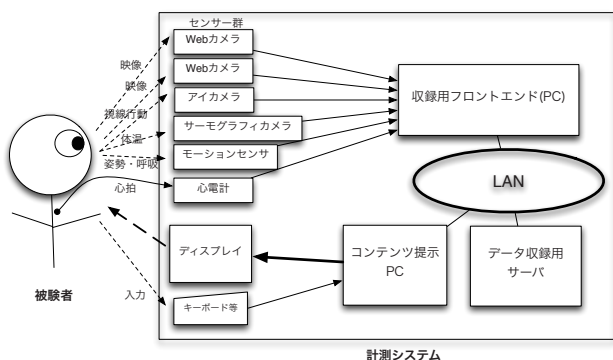 センサー群
Webカメラ
映像
Webカメラ
映像
アイカメラ
視線行動
サーモグラフィカメラ
体温
モーションセンサ
姿勢・呼吸
心電計
心拍
収録用フロントエンド(PC)
LAN
ディスプレイ
コンテンツ提示
PC
データ収録用
サーバ
被験者
入力
キーボード等
計測システム